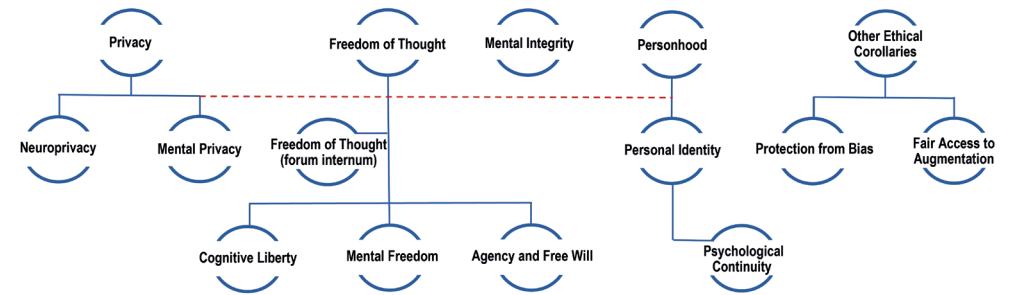 Privacy
Freedom of Thought
Mental Integrity
Personhood
Other Ethical
Corollaries
Neuroprivacy
Mental Privacy
Freedom of Thought
(forum internum)
Personal Identity
Protection from Bias
Fair Access to
Augmentation
Cognitive Liberty
Mental Freedom
Agency and Free Will
Psychological
Continuity